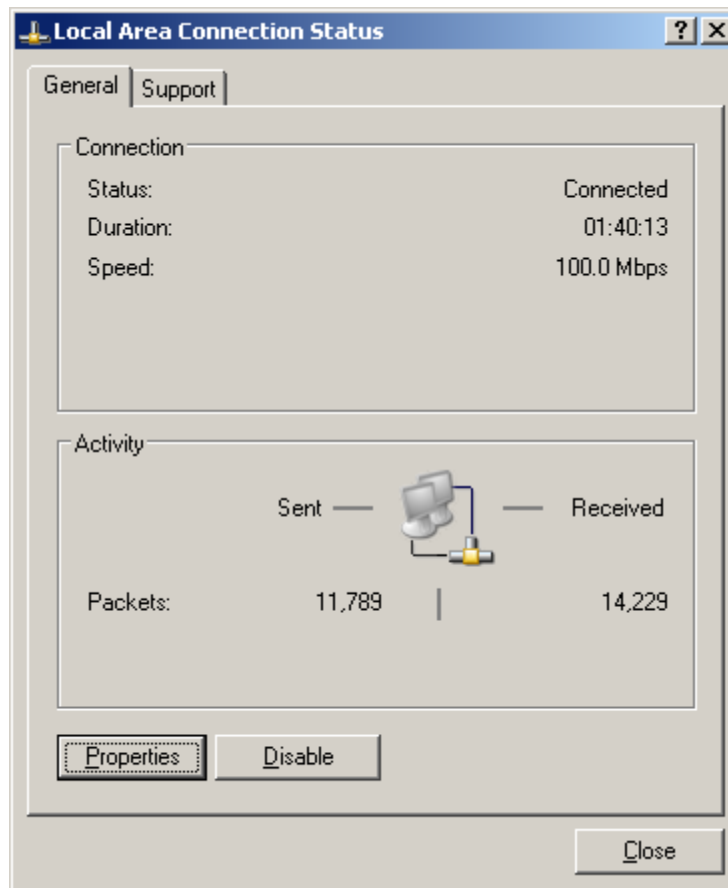 Local Area Connection Status
General Support
Connection
Status: Connected
Duration: 01:40:13
Speed: 100.0 Mbps
Activity
Sent Received
Packets: 11,789 14,229
Properties Disable
Close